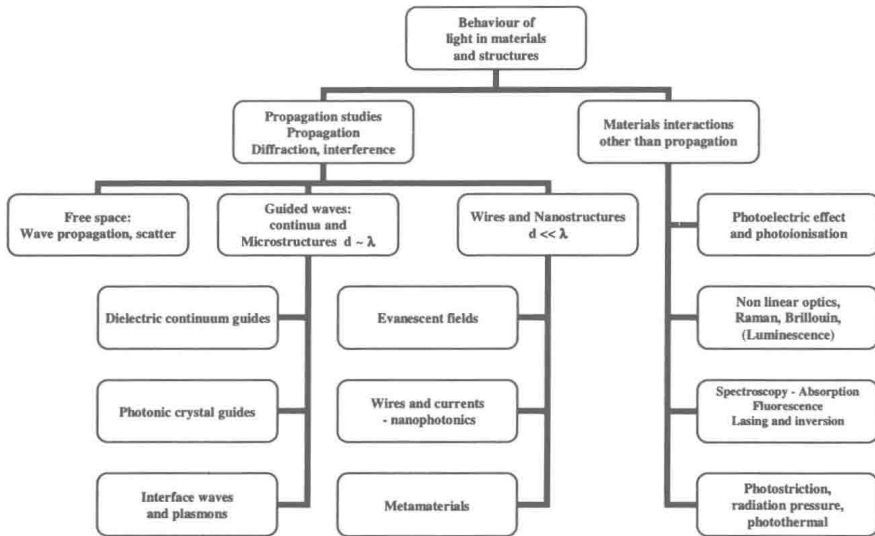 Behaviour of
light in materials
and structures
Propagation studies
Propagation
Diffraction, interference
Materials interactions
other than propagation
Free space:
Wave propagation, scatter
Guided waves:
continua and
Microstructures d ~ λ
Wires and Nanostructures
d << λ
Photoelectric effect
and photoionisation
Dielectric continuum guides
Evanescent fields
Non linear optics,
Raman, Brillouin,
(Luminescence)
Photonic crystal guides
Wires and currents
- nanophotonics
Spectroscopy - Absorption
Fluorescence
Lasing and inversion
Interface waves
and plasmons
Metamaterials
Photostriction,
radiation pressure,
photothermal